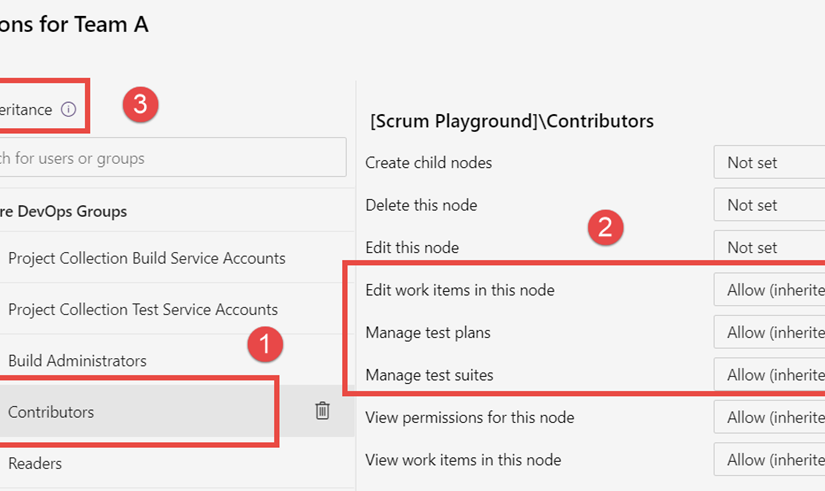 ons for Team A
eritance
3
ch for users or groups
re DevOps Groups
Project Collection Build Service Accounts
Project Collection Test Service Accounts
1
Build Administrators
Contributors
Readers
[Scrum Playground]\Contributors
Create child nodes Not set
Delete this node Not set
2
Edit this node Not set
Edit work items in this node Allow (inherite
Manage test plans Allow (inherite
Manage test suites Allow (inherite
View permissions for this node Allow (inherite
View work items in this node Allow (inherite